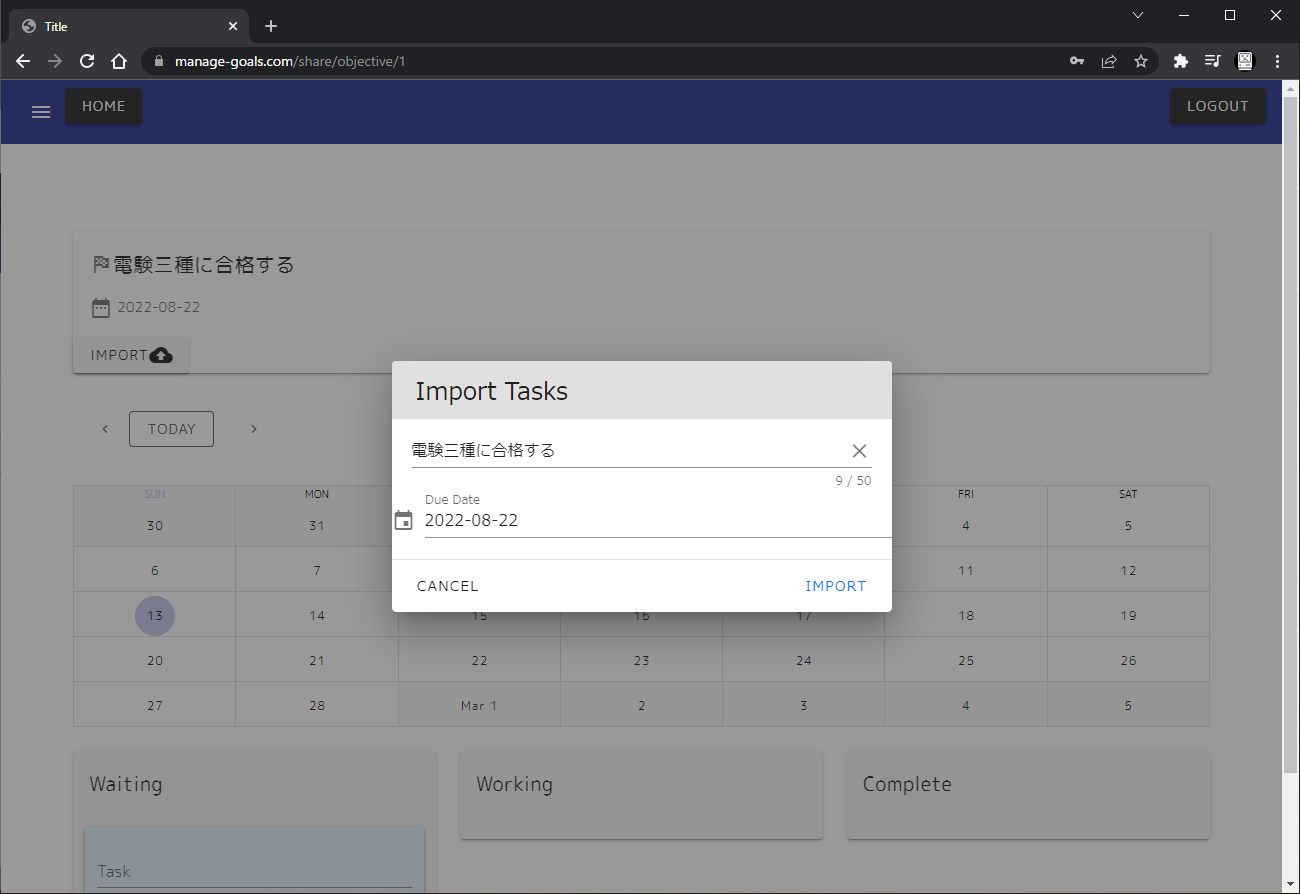 Title
manage-goals.com/share/objective/1
HOME
LOGOUT
電験三種に合格する
2022-08-22
IMPORT
Import Tasks
電験三種に合格する
9 / 50
Due Date
2022-08-22
CANCEL
IMPORT
TODAY
SUN MON FRI SAT
30 31 4 5
6 7 11 12
13 14 15 16 17 18 19
20 21 22 23 24 25 26
27 28 Mar 1 2 3 4 5
Waiting
Working
Complete
Task